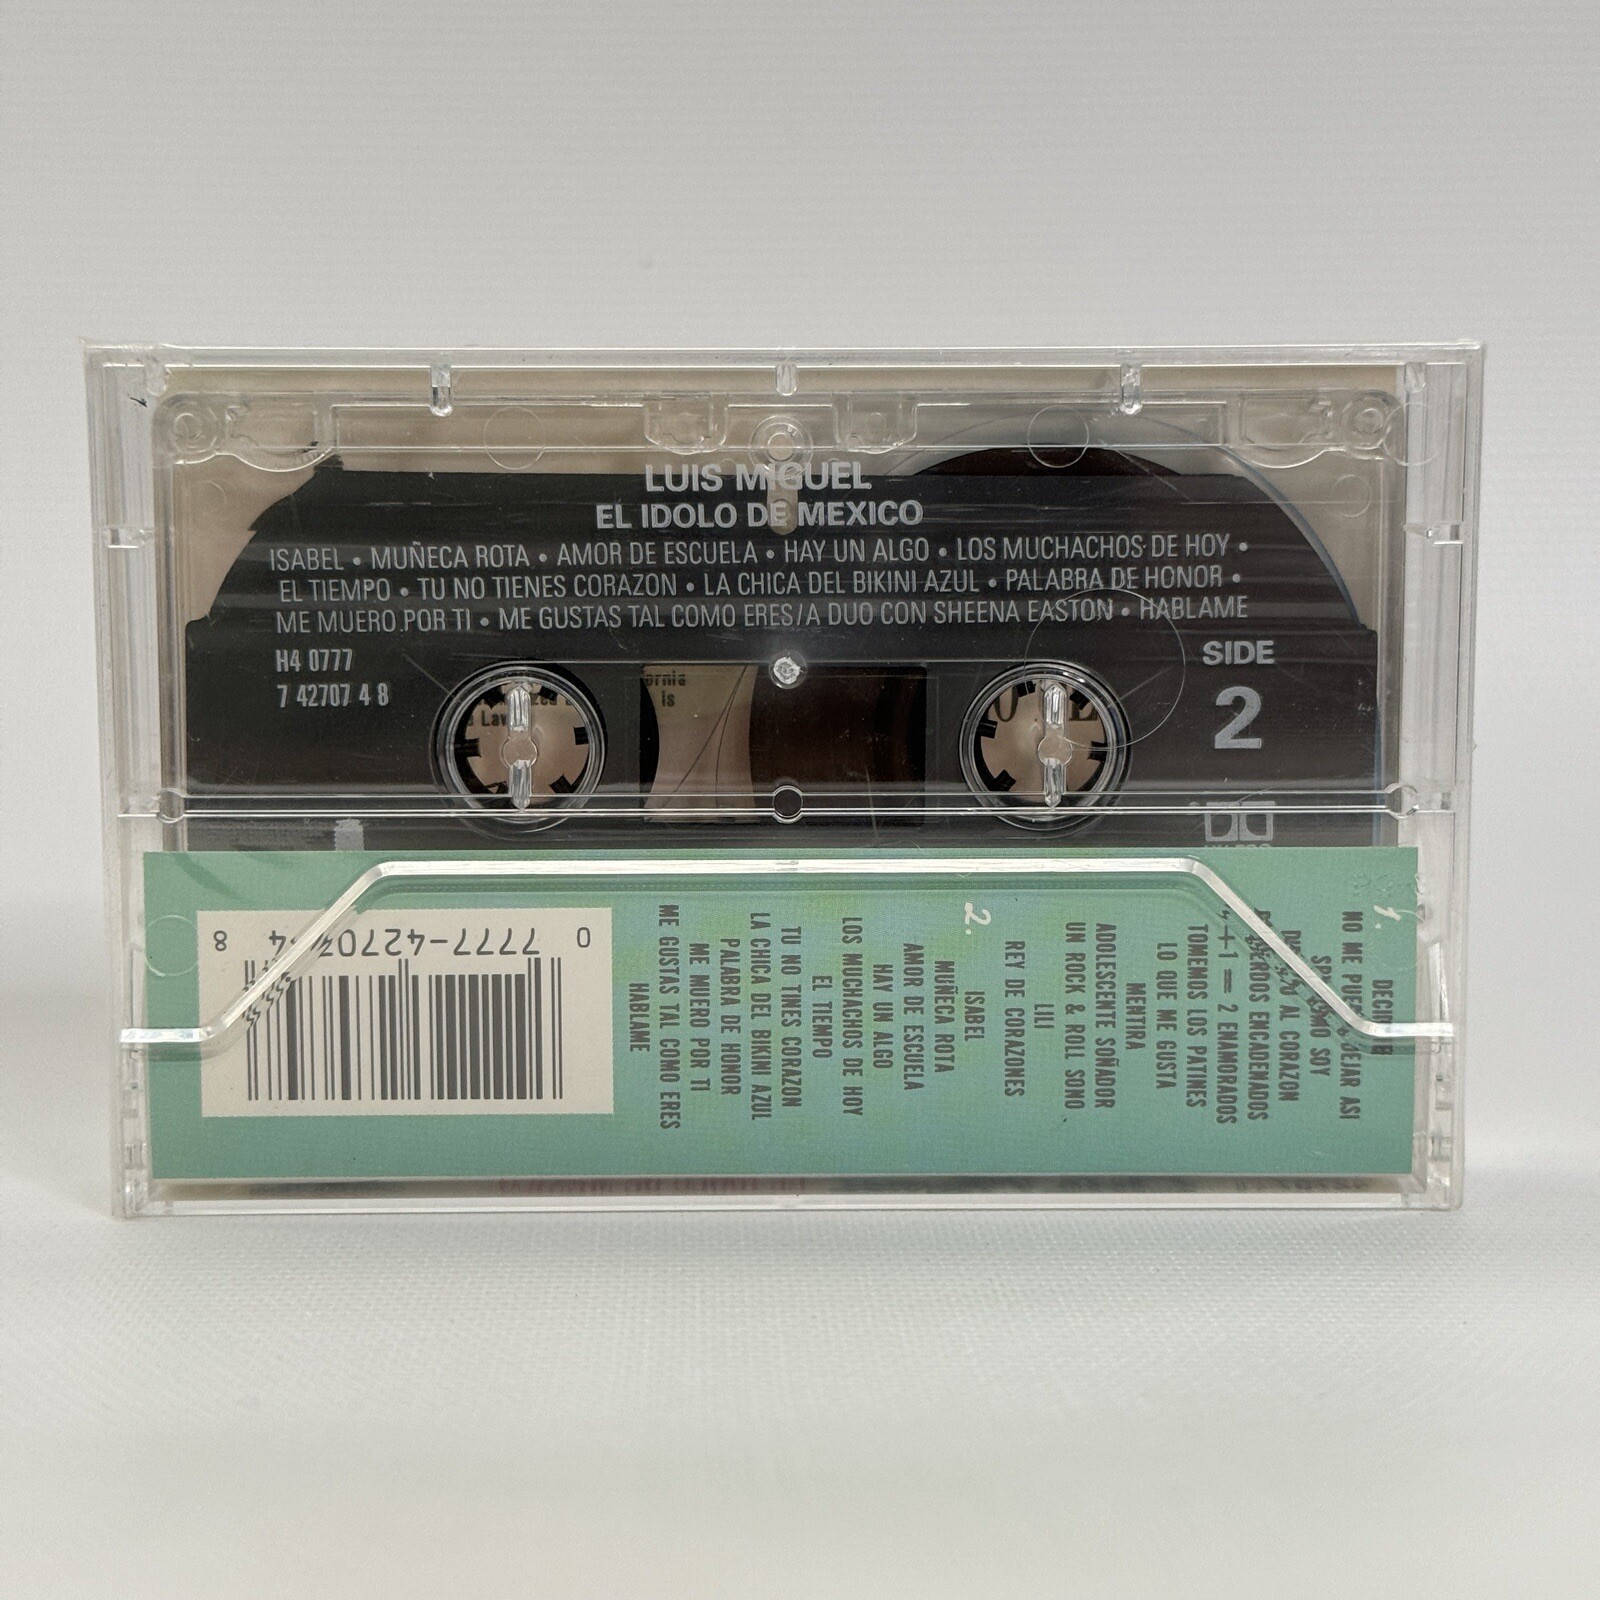 LUIS MIGUEL
EL IDOLO DE MEXICO
ISABEL • MUÑECA ROTA • AMOR DE ESCUELA • HAY UN ALGO • LOS MUCHACHOS DE HOY •
EL TIEMPO • TU NO TIENES CORAZON • LA CHICA DEL BIKINI AZUL • PALABRA DE HONOR •
ME MUERO POR TI • ME GUSTAS TAL COMO ERES/A DUO CON SHEENA EASTON • HABLAME
H4 0777
7 42707 4 8
SIDE
2
ornia
is
Law
1.
DECIDETE
NO ME PUEDES DEJAR ASI
SOY
AL CORAZON
ENCADENADOS
1 + 1 = 2 ENAMORADOS
TOMEMOS LOS PATINES
LO QUE ME GUSTA
MENTIRA
ADOLESCENTE SOÑADOR
UN ROCK & ROLL SONO
LILI
REY DE CORAZONES
2.
ISABEL
MUÑECA ROTA
AMOR DE ESCUELA
HAY UN ALGO
LOS MUCHACHOS DE HOY
EL TIEMPO
TU NO TINES CORAZON
LA CHICA DEL BIKINI AZUL
PALABRA DE HONOR
ME MUERO POR TI
ME GUSTAS TAL COMO ERES
HABLAME
0 7777-42707-4 8